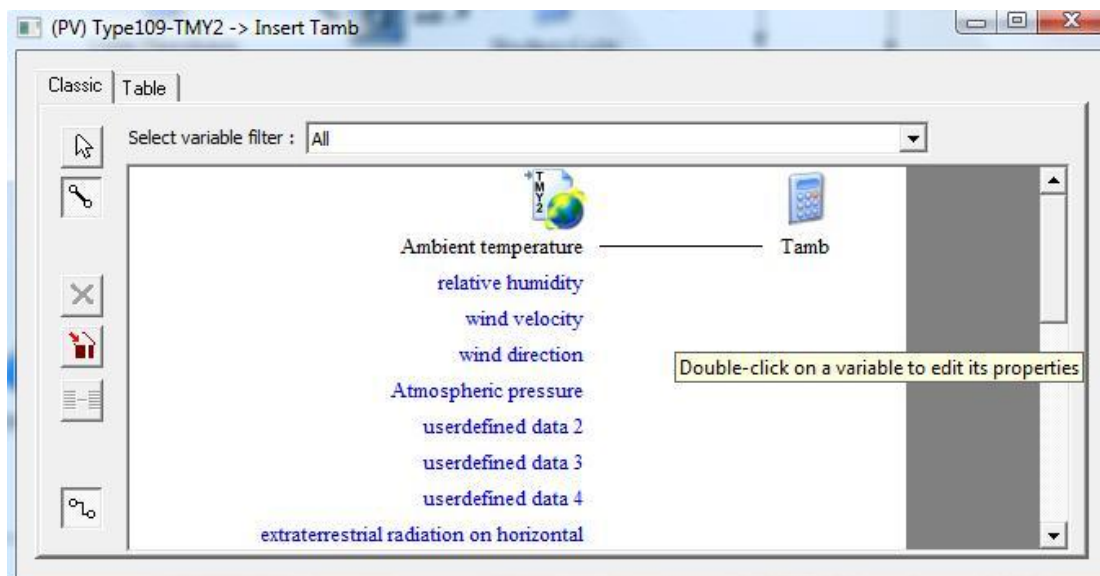 (PV) Type109-TMY2 -> Insert Tamb
Classic Table
Select variable filter : All
TMY2
Ambient temperature Tamb
relative humidity
wind velocity
wind direction
Double-click on a variable to edit its properties
Atmospheric pressure
userdefined data 2
userdefined data 3
userdefined data 4
extraterrestrial radiation on horizontal